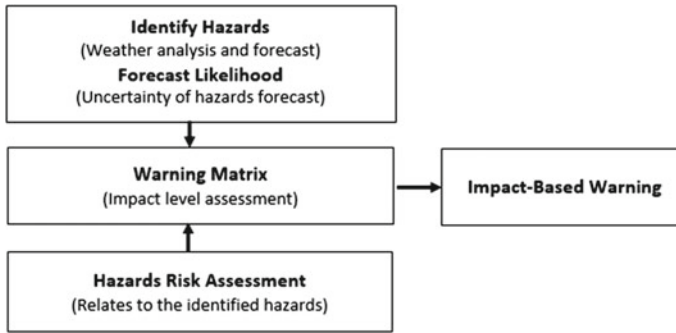 Identify Hazards
(Weather analysis and forecast)
Forecast Likelihood
(Uncertainty of hazards forecast)
Warning Matrix
(Impact level assessment)
Impact-Based Warning
Hazards Risk Assessment
(Relates to the identified hazards)